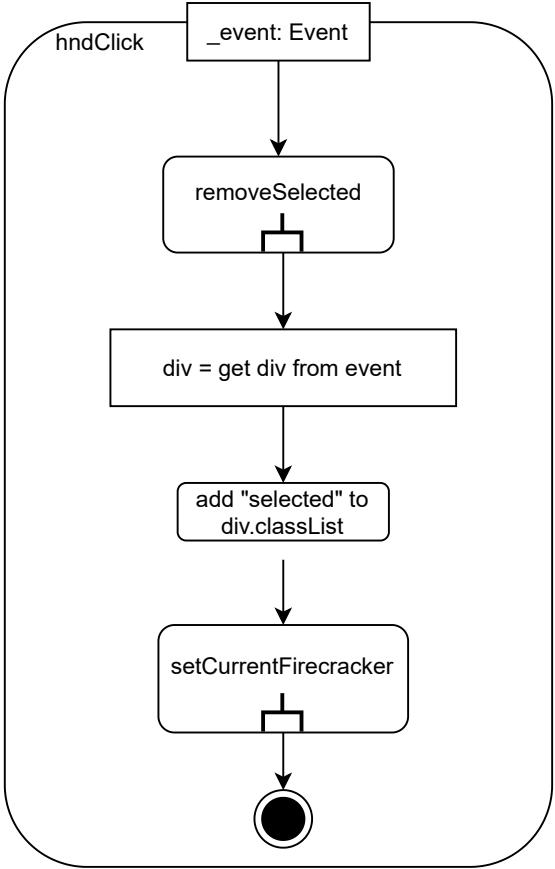 _event: Event
hndClick
removeSelected
div = get div from event
add "selected" to
div.classList
setCurrentFirecracker